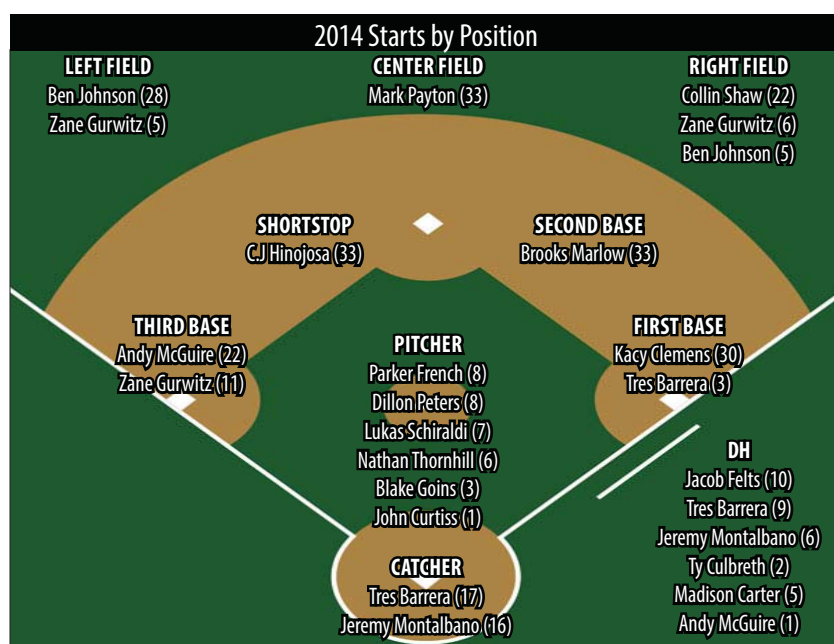 2014 Starts by Position
LEFT FIELD
Ben Johnson (28)
Zane Gurwitz (5)
CENTER FIELD
Mark Payton (33)
RIGHT FIELD
Collin Shaw (22)
Zane Gurwitz (6)
Ben Johnson (5)
SHORTSTOP
C.J Hinojosa (33)
SECOND BASE
Brooks Marlow (33)
THIRD BASE
Andy McGuire (22)
Zane Gurwitz (11)
PITCHER
Parker French (8)
Dillon Peters (8)
Lukas Schiraldi (7)
Nathan Thornhill (6)
Blake Goins (3)
John Curtiss (1)
FIRST BASE
Kacy Clemens (30)
Tres Barrera (3)
DH
Jacob Felts (10)
Tres Barrera (9)
Jeremy Montalbano (6)
Ty Culbreth (2)
Madison Carter (5)
Andy McGuire (1)
CATCHER
Tres Barrera (17)
Jeremy Montalbano (16)